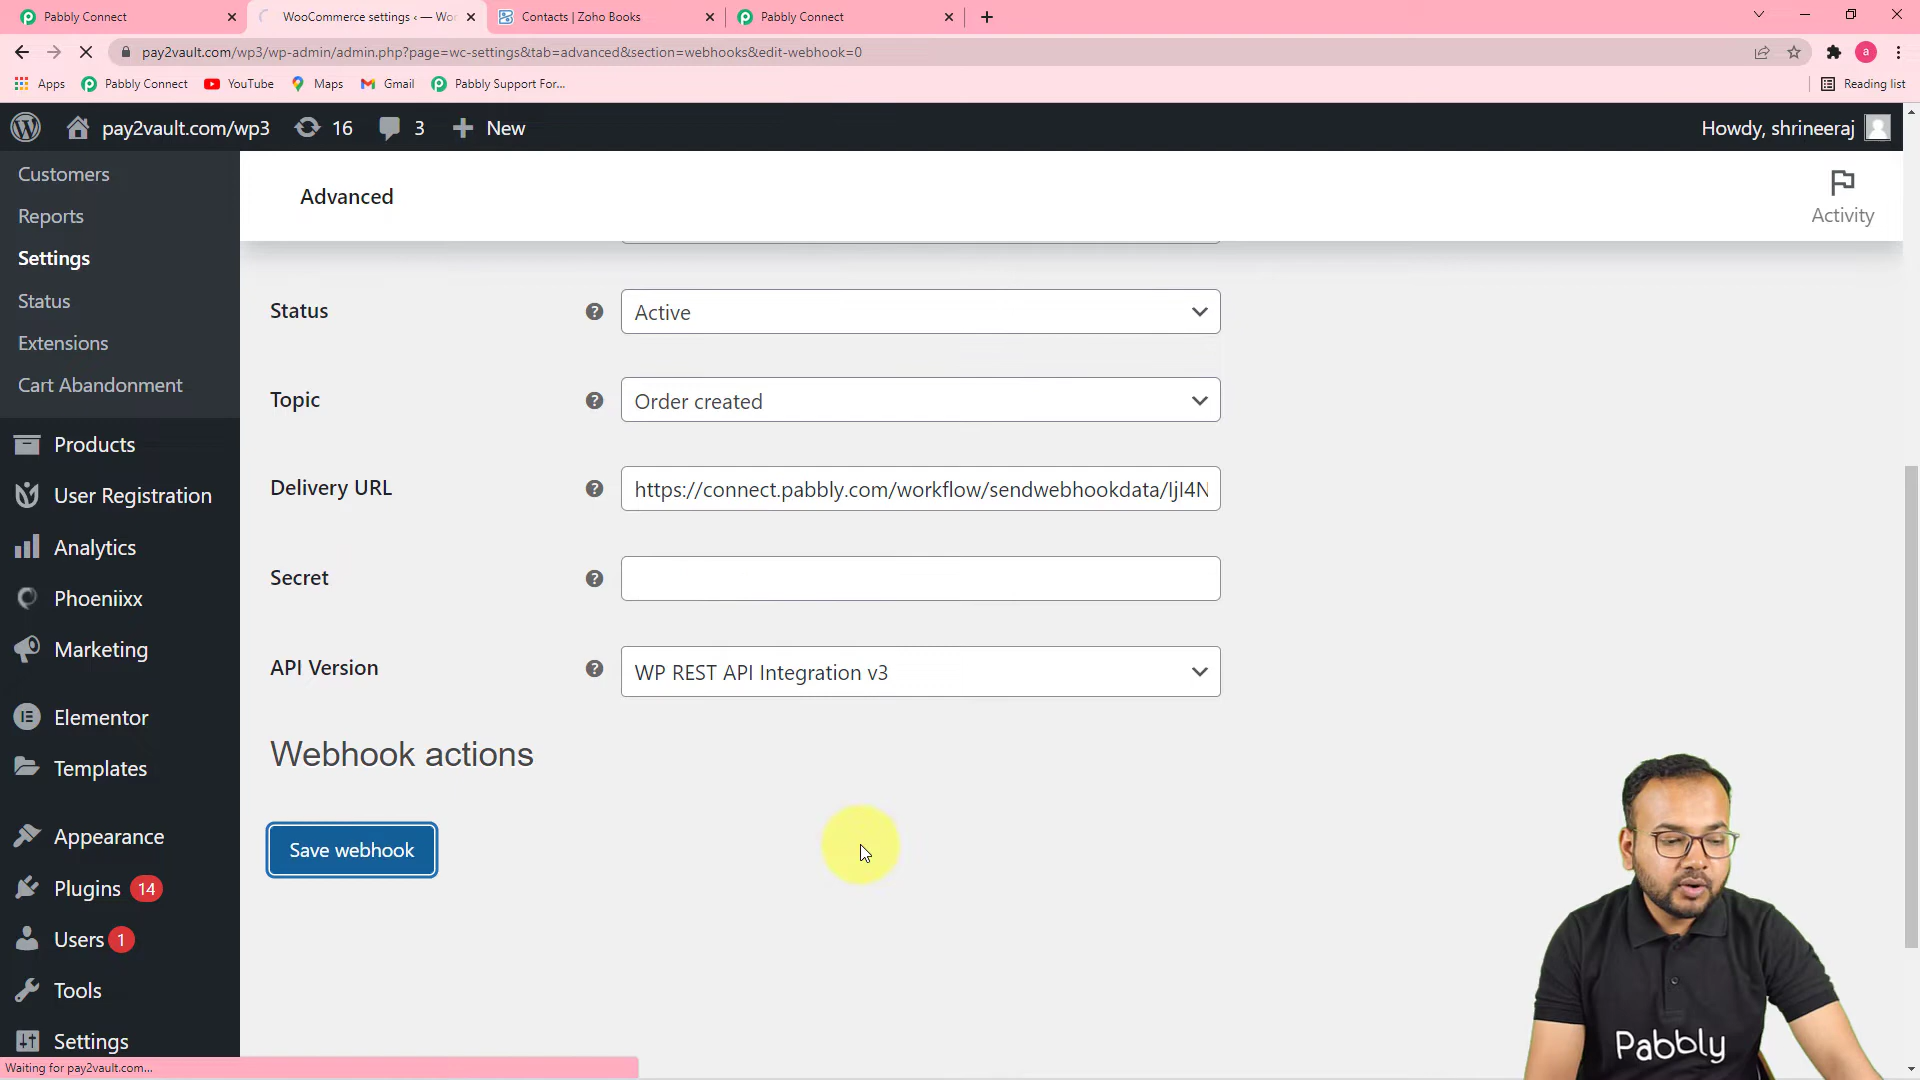 Pabbly Connect
WooCommerce settings ‹ — Wor
Contacts | Zoho Books
Pabbly Connect
pay2vault.com/wp3/wp-admin/admin.php?page=wc-settings&tab=advanced&section=webhooks&edit-webhook=0
a
Apps
Pabbly Connect
YouTube
Maps
Gmail
Pabbly Support For...
Reading list
pay2vault.com/wp3
16
3
New
Howdy, shrineeraj
Customers
Reports
Settings
Status
Extensions
Cart Abandonment
Products
User Registration
Analytics
Phoeniixx
Marketing
Elementor
Templates
Appearance
Plugins 14
Users 1
Tools
Settings
Advanced
Activity
Status
Active
Topic
Order created
Delivery URL
https://connect.pabbly.com/workflow/sendwebhookdata/IjI4N
Secret
API Version
WP REST API Integration v3
Webhook actions
Save webhook
Pabbly
Waiting for pay2vault.com...